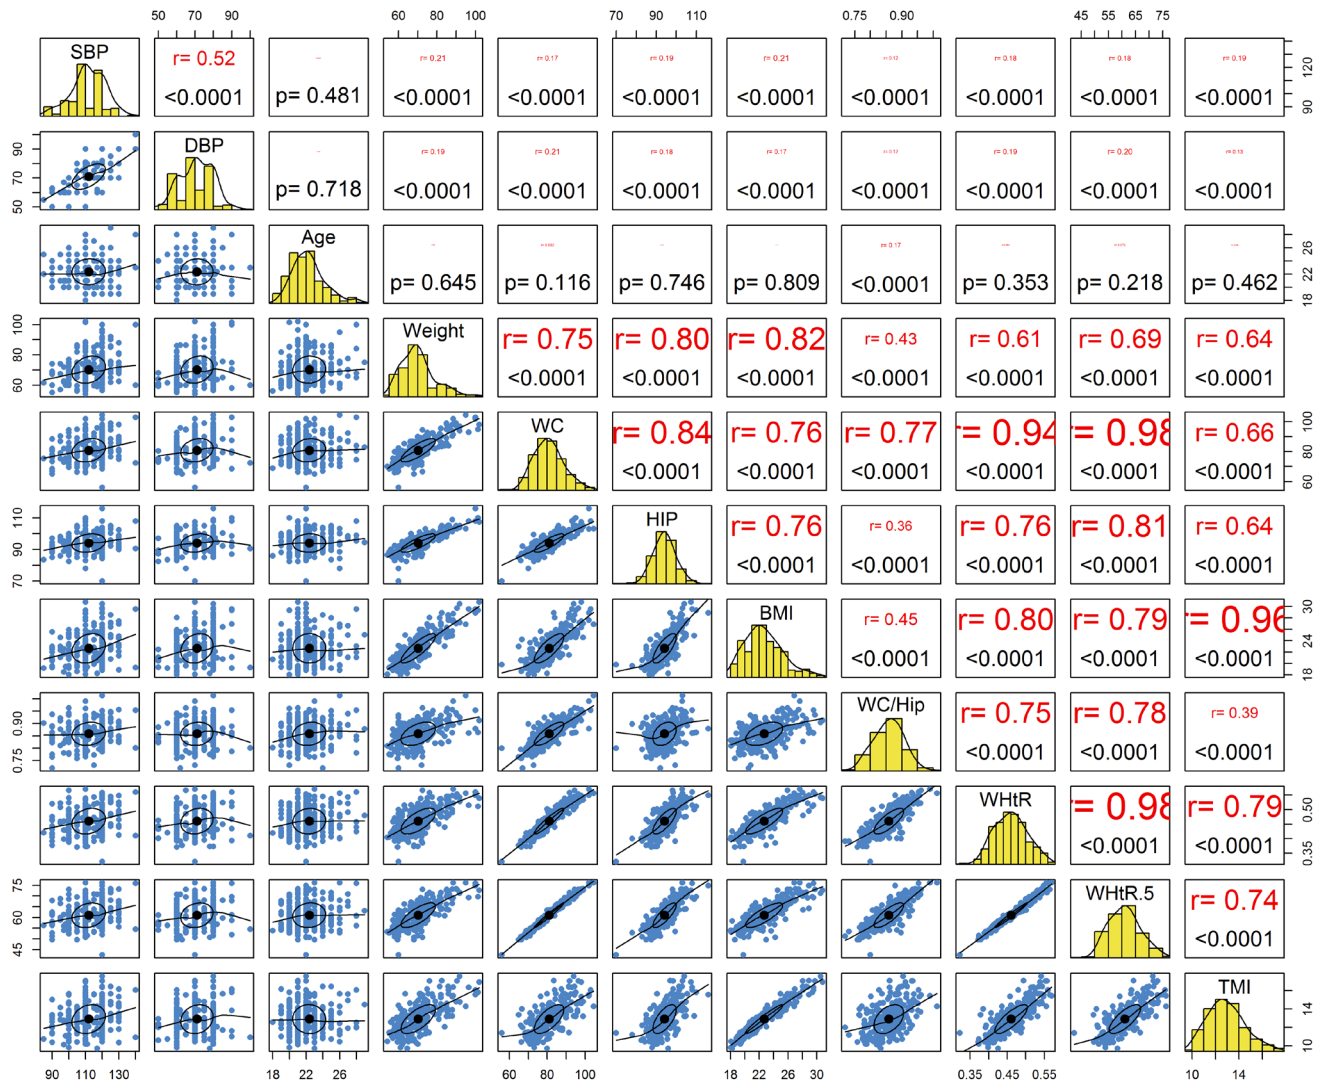 50 70 90 60 80 100 70 90 110 0.75 0.90 45 55 65 75
SBP r= 0.52 r= 0.21 r= 0.17 r= 0.19 r= 0.21 r= 0.12 r= 0.18 r= 0.18 r= 0.19
<0.0001 p= 0.481 <0.0001 <0.0001 <0.0001 <0.0001 <0.0001 <0.0001 <0.0001 <0.0001
90 120
DBP r= 0.19 r= 0.21 r= 0.18 r= 0.17 r= 0.12 r= 0.19 r= 0.20 r= 0.13
p= 0.718 <0.0001 <0.0001 <0.0001 <0.0001 <0.0001 <0.0001 <0.0001 <0.0001
50 70 90
Age r= 0.17
p= 0.645 p= 0.116 p= 0.746 p= 0.809 <0.0001 p= 0.353 p= 0.218 p= 0.462
18 22 26
Weight r= 0.75 r= 0.80 r= 0.82 r= 0.43 r= 0.61 r= 0.69 r= 0.64
<0.0001 <0.0001 <0.0001 <0.0001 <0.0001 <0.0001 <0.0001
60 80 100
WC r= 0.84 r= 0.76 r= 0.77 r= 0.94 r= 0.98 r= 0.66
<0.0001 <0.0001 <0.0001 <0.0001 <0.0001 <0.0001
60 80 100
HIP r= 0.76 r= 0.36 r= 0.76 r= 0.81 r= 0.64
<0.0001 <0.0001 <0.0001 <0.0001 <0.0001
70 90 110
BMI r= 0.45 r= 0.80 r= 0.79 r= 0.96
<0.0001 <0.0001 <0.0001 <0.0001
18 24 30
WC/Hip r= 0.75 r= 0.78 r= 0.39
<0.0001 <0.0001 <0.0001
0.75 0.90
WHtR r= 0.98 r= 0.79
<0.0001 <0.0001
0.35 0.50
WHtR.5 r= 0.74
<0.0001
45 60 75
TMI
10 14
90 110 130 18 22 26 60 80 100 18 22 26 30 0.35 0.45 0.55 10 14